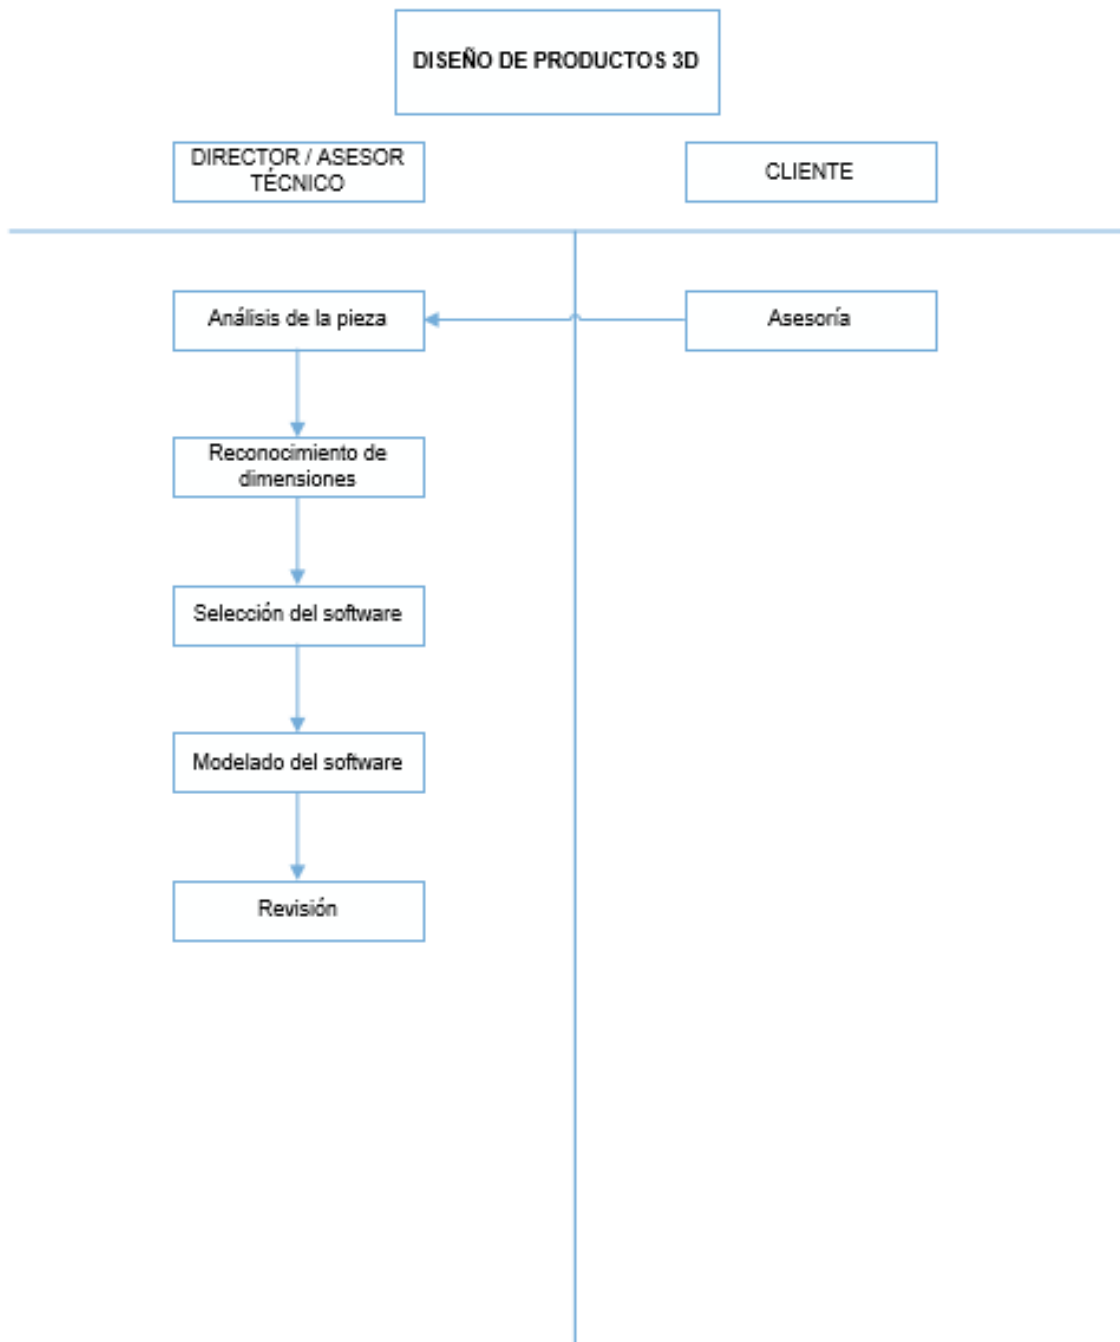 DISEÑO DE PRODUCTOS 3D
DIRECTOR / ASESOR
TÉCNICO
CLIENTE
Análisis de la pieza
Asesoría
Reconocimiento de
dimensiones
Selección del software
Modelado del software
Revisión